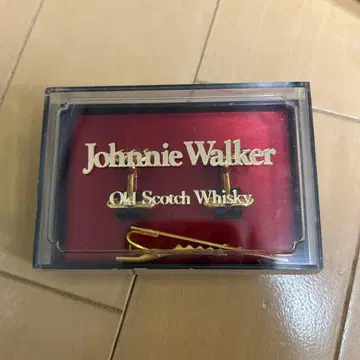 Johnnie Walker
Old Scotch Whisky